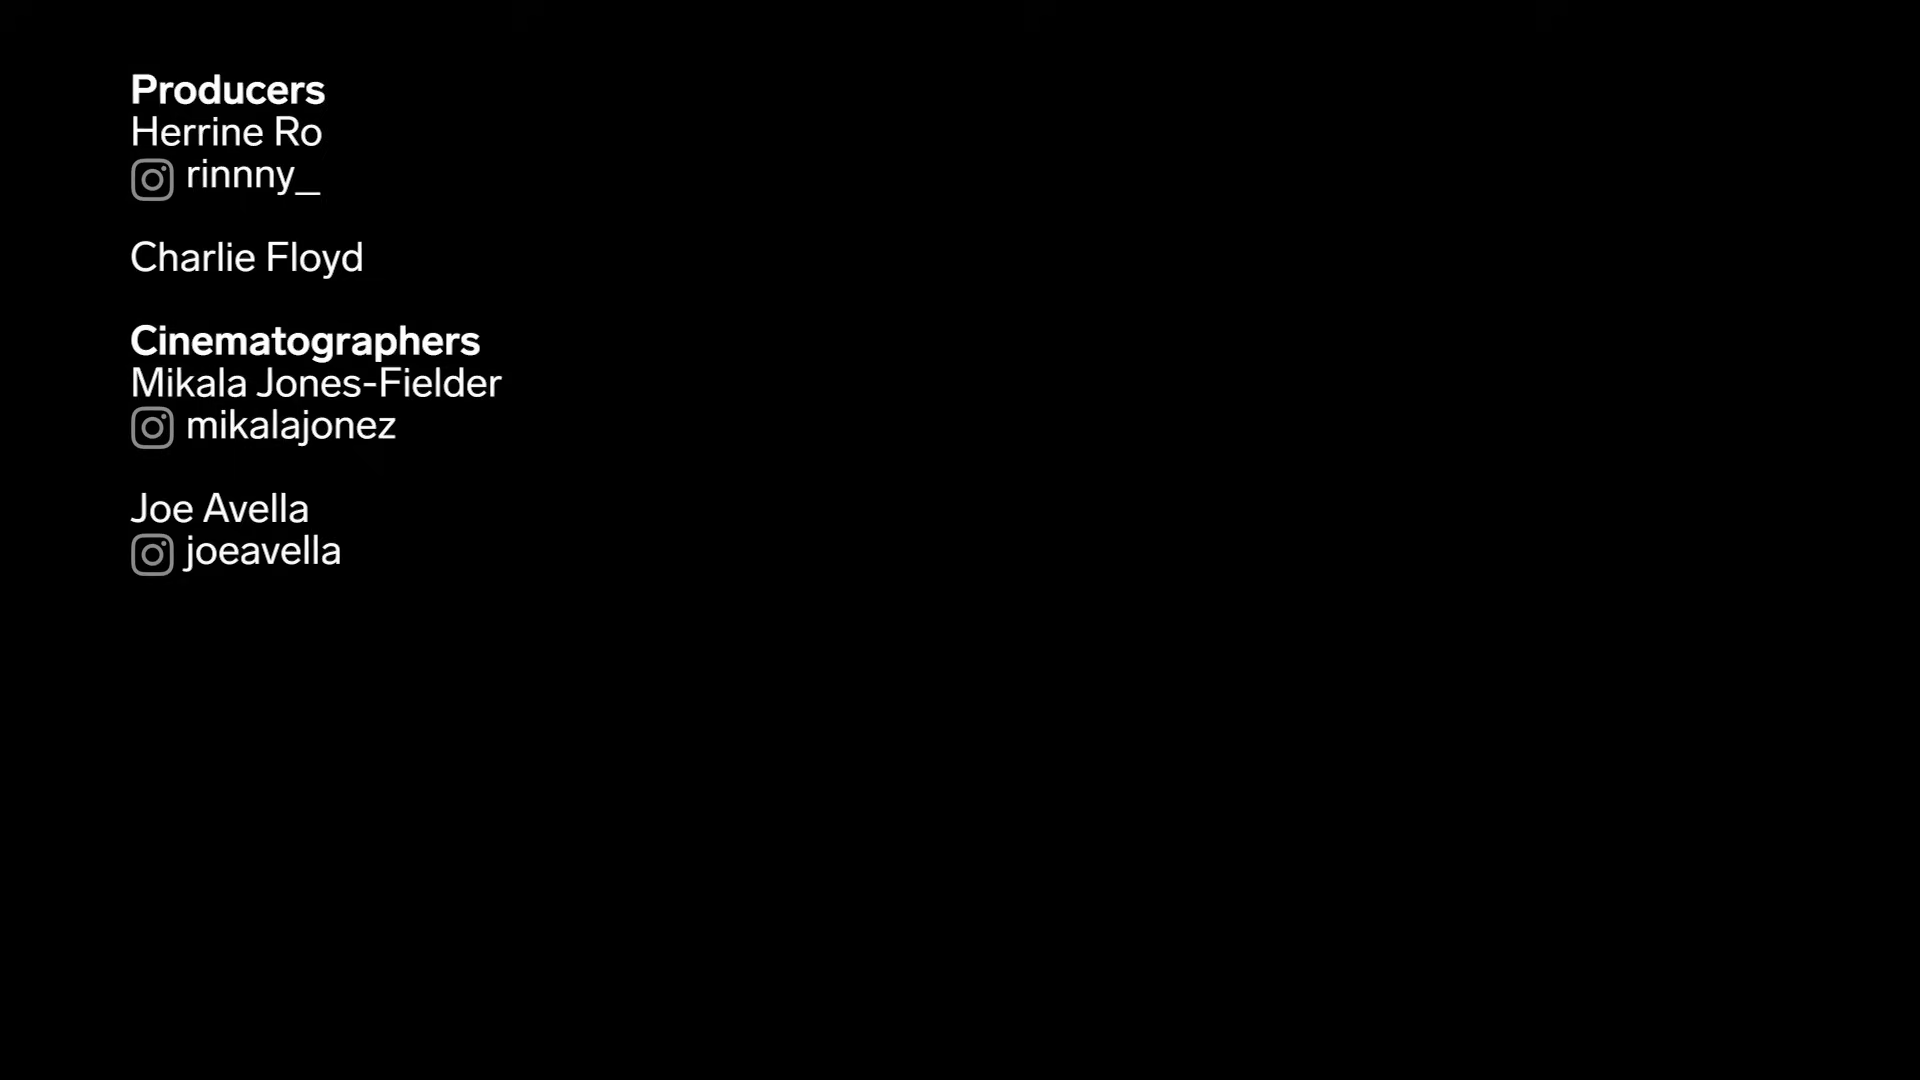 Producers
Herrine Ro
rinnny_
Charlie Floyd
Cinematographers
Mikala Jones-Fielder
mikalajonez
Joe Avella
joeavella